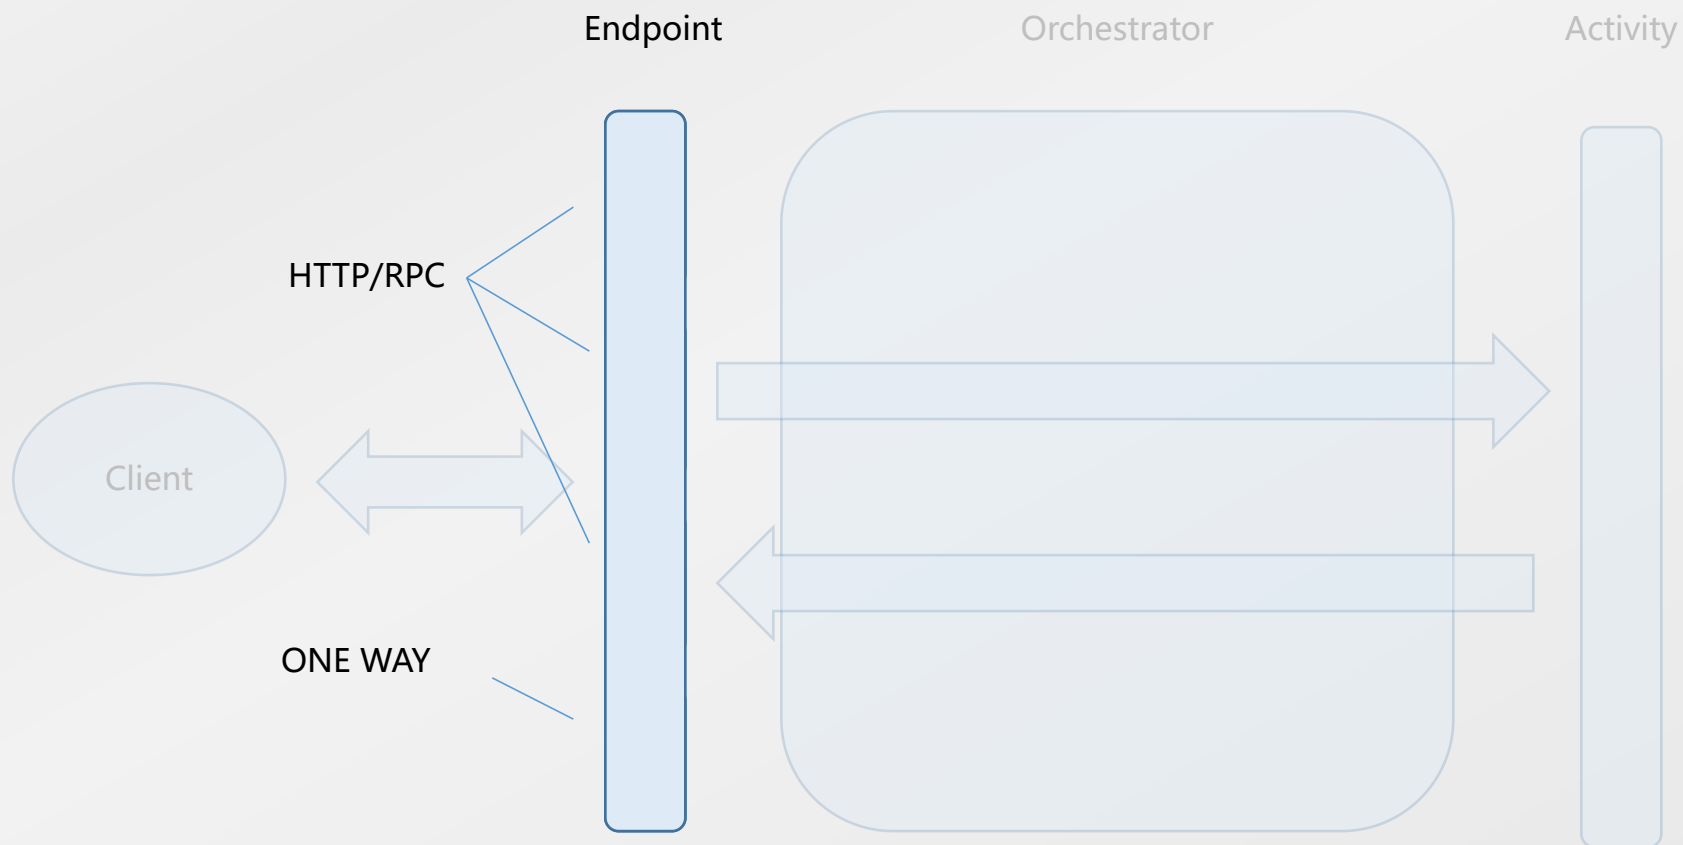 Endpoint
Orchestrator
Activity
HTTP/RPC
Client
ONE WAY